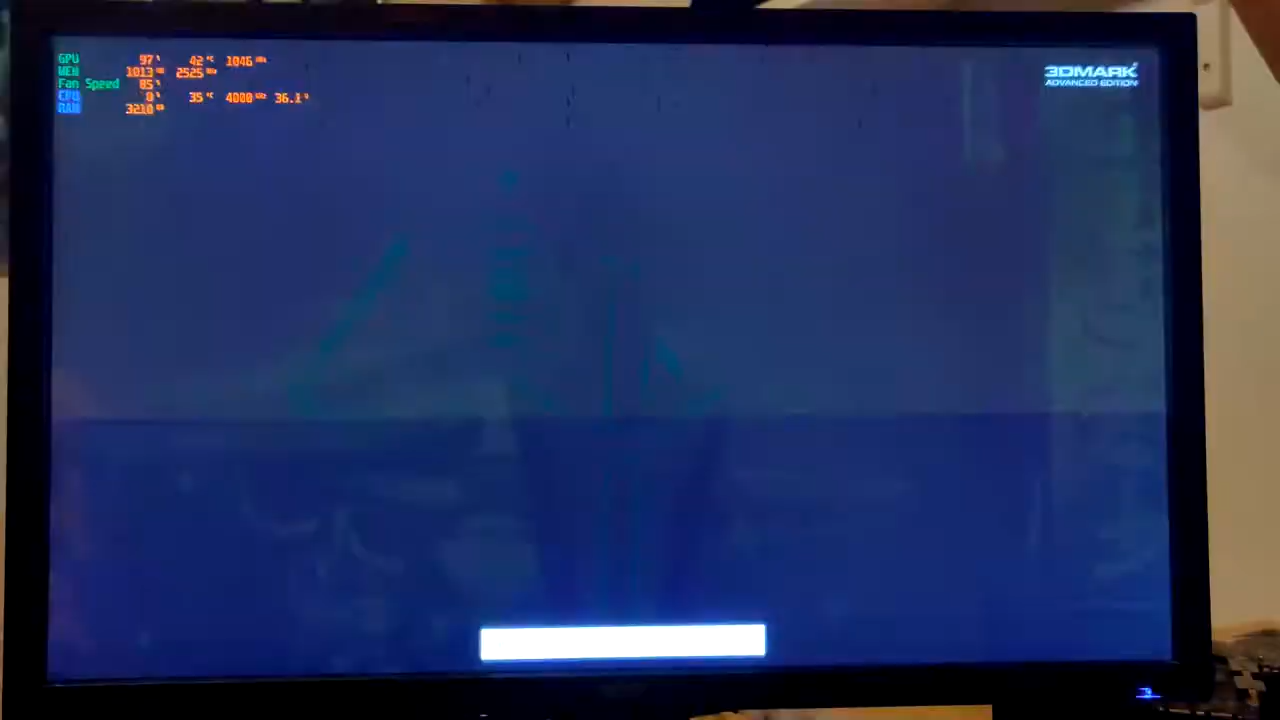 GPU 97 % 42 °C 1046
MEM 1013 2525
Fan Speed 85 %
CPU 0 % 35 °C 4000 36.1
RAM 3210
3DMARK
ADVANCED EDITION